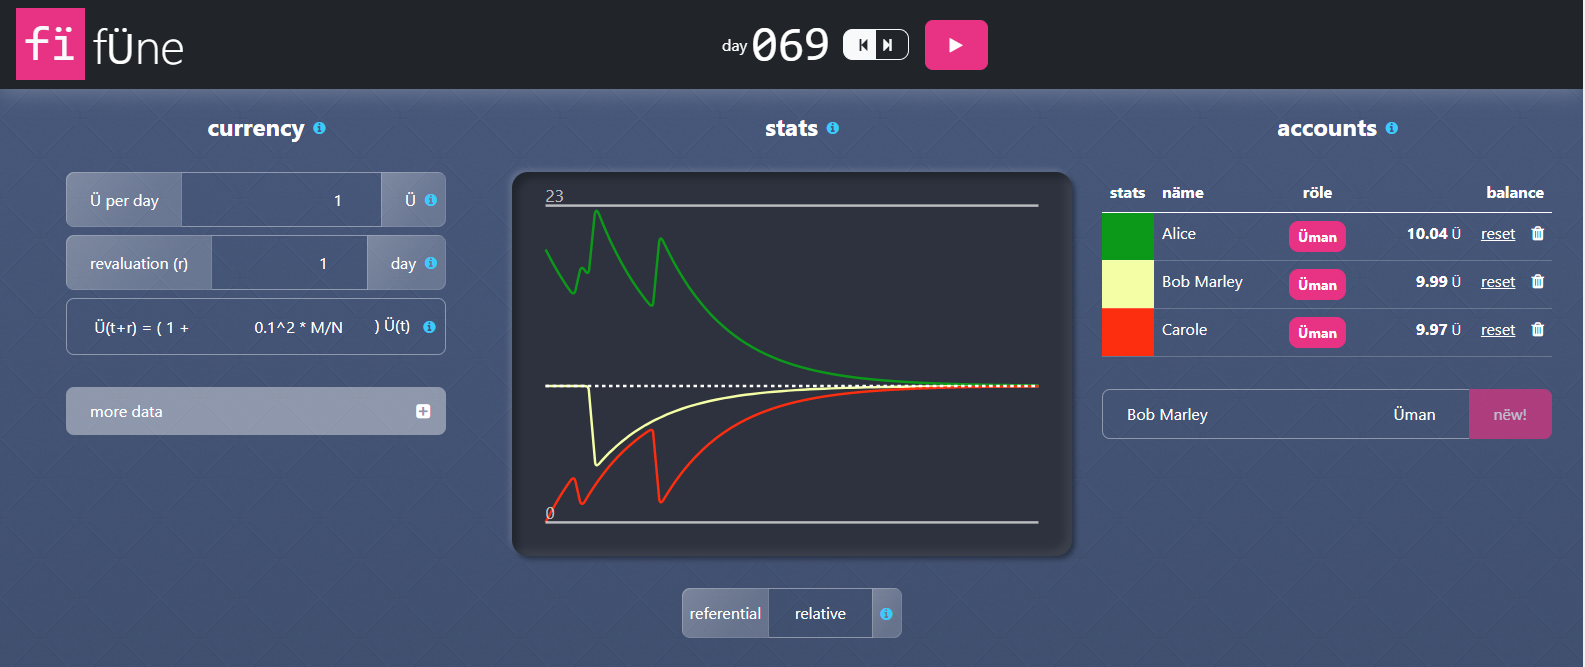 fï fÜne
day 069
currency
Ü per day 1 Ü
revaluation (r) 1 day
Ü(t+r) = ( 1 + 0.1^2 * M/N ) Ü(t)
more data
stats
23
0
referential relative
accounts
stats näme röle balance
Alice Üman 10.04 Ü reset
Bob Marley Üman 9.99 Ü reset
Carole Üman 9.97 Ü reset
Bob Marley Üman nëw!